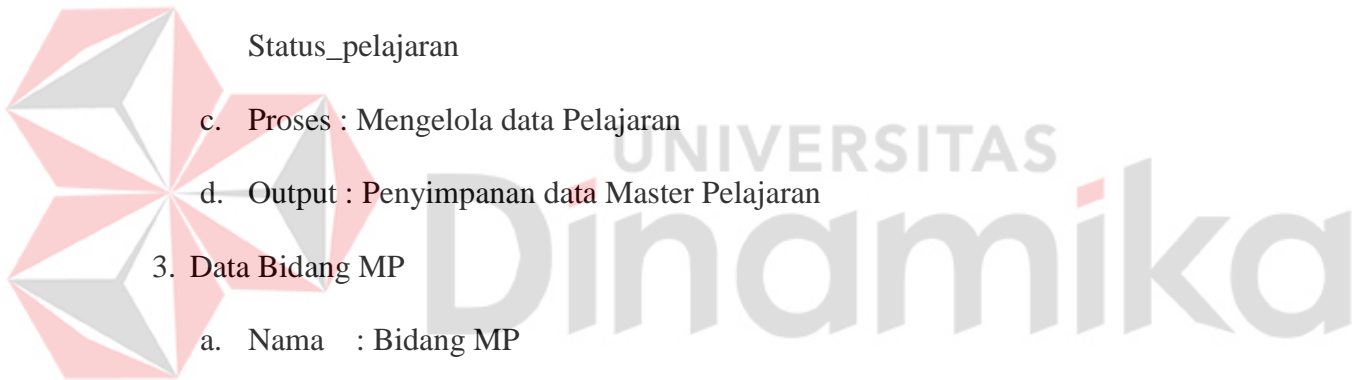 Status_pelajaran
c. Proses : Mengelola data Pelajaran
UNIVERSITAS
Dinamika
d. Output : Penyimpanan data Master Pelajaran
3. Data Bidang MP
a. Nama : Bidang MP